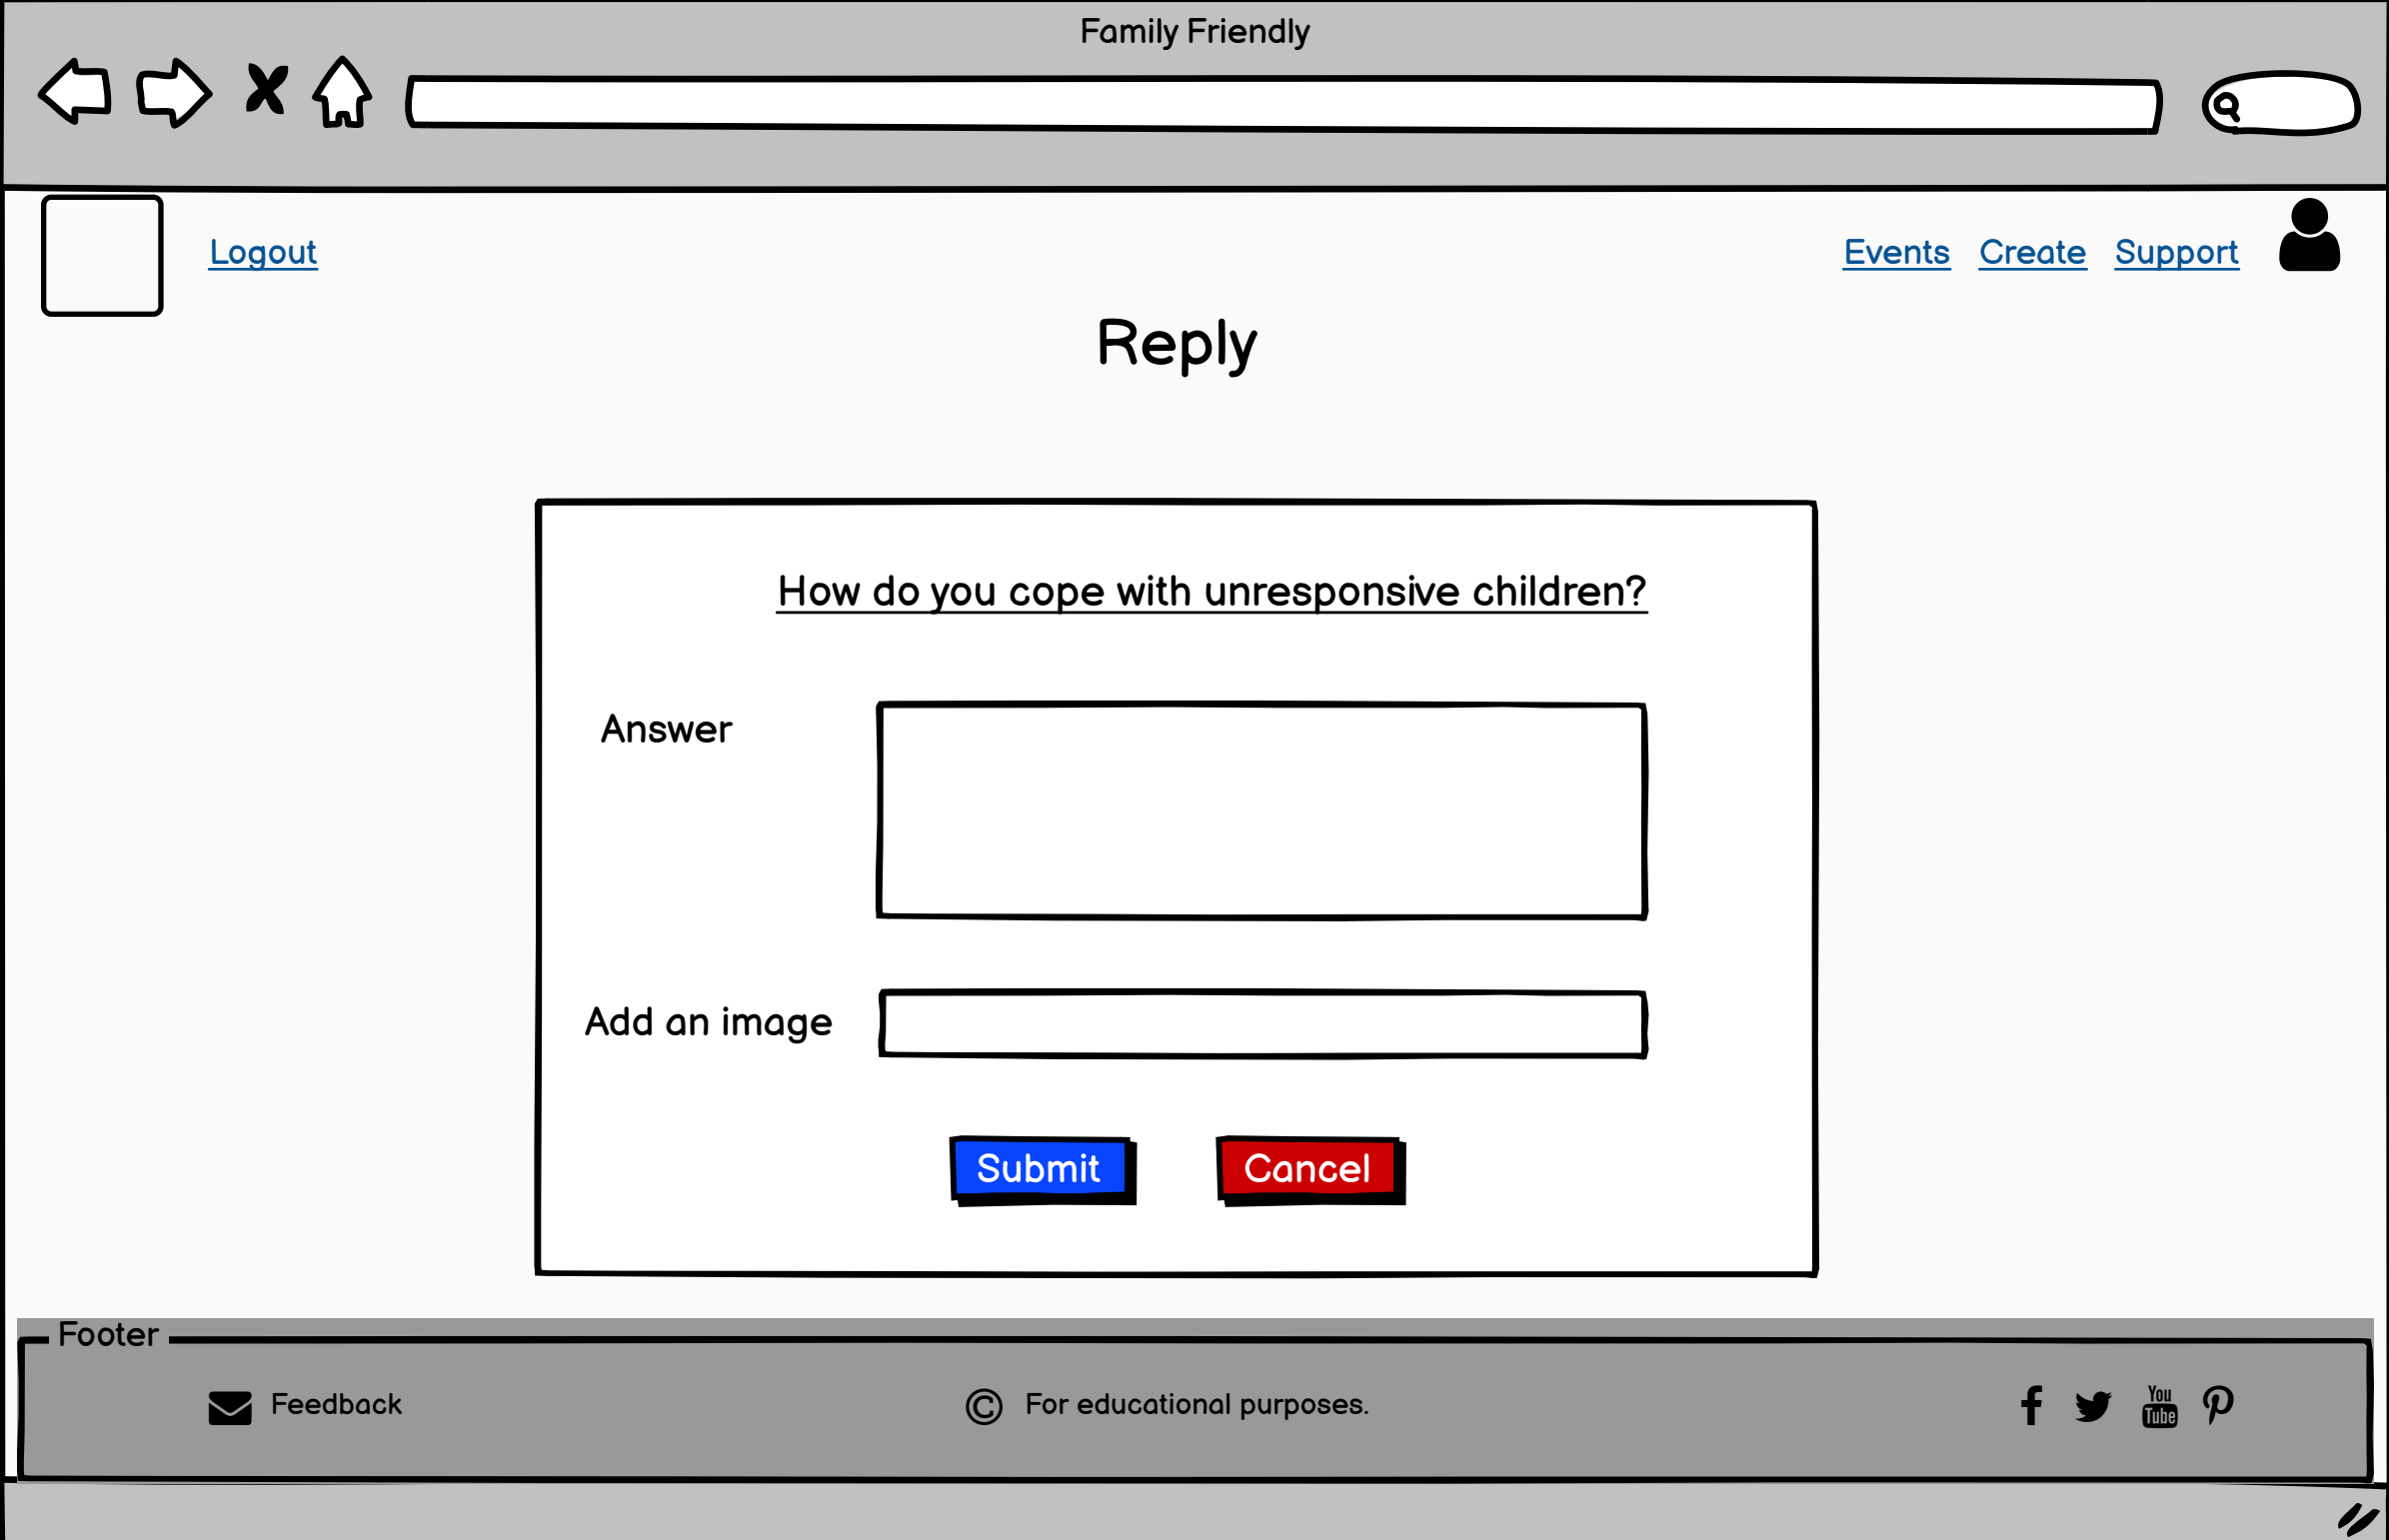 Family Friendly
Logout
Events Create Support
Reply
How do you cope with unresponsive children?
Answer
Add an image
Submit Cancel
Footer
Feedback
© For educational purposes.
You
Tube